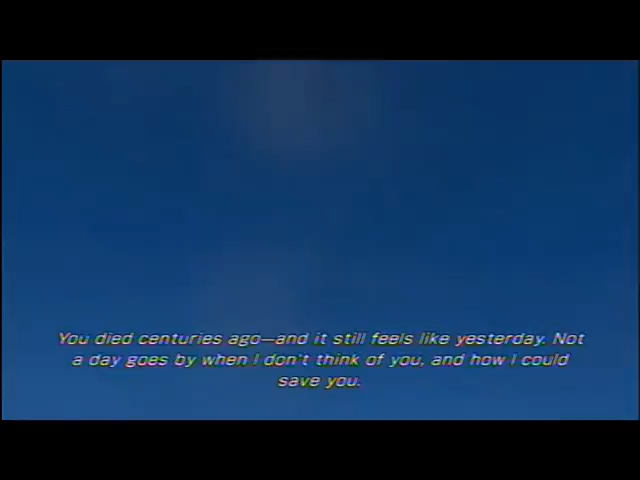 You died centuries ago—and it still feels like yesterday. Not
a day goes by when I don't think of you, and how I could
save you.